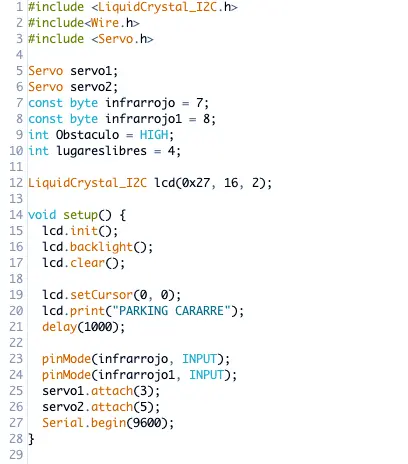 1 #include <LiquidCrystal_I2C.h>
2 #include<Wire.h>
3 #include <Servo.h>
4
5 Servo servo1;
6 Servo servo2;
7 const byte infrarrojo = 7;
8 const byte infrarrojo1 = 8;
9 int Obstaculo = HIGH;
10 int lugareslibres = 4;
11
12 LiquidCrystal_I2C lcd(0x27, 16, 2);
13
14 void setup() {
15   lcd.init();
16   lcd.backlight();
17   lcd.clear();
18
19   lcd.setCursor(0, 0);
20   lcd.print("PARKING CARARRE");
21   delay(1000);
22
23   pinMode(infrarrojo, INPUT);
24   pinMode(infrarrojo1, INPUT);
25   servo1.attach(3);
26   servo2.attach(5);
27   Serial.begin(9600);
28 }
29